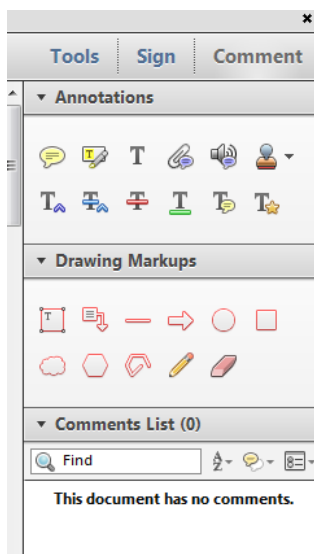 Tools Sign Comment
Annotations
Drawing Markups
Comments List (0)
Find
This document has no comments.